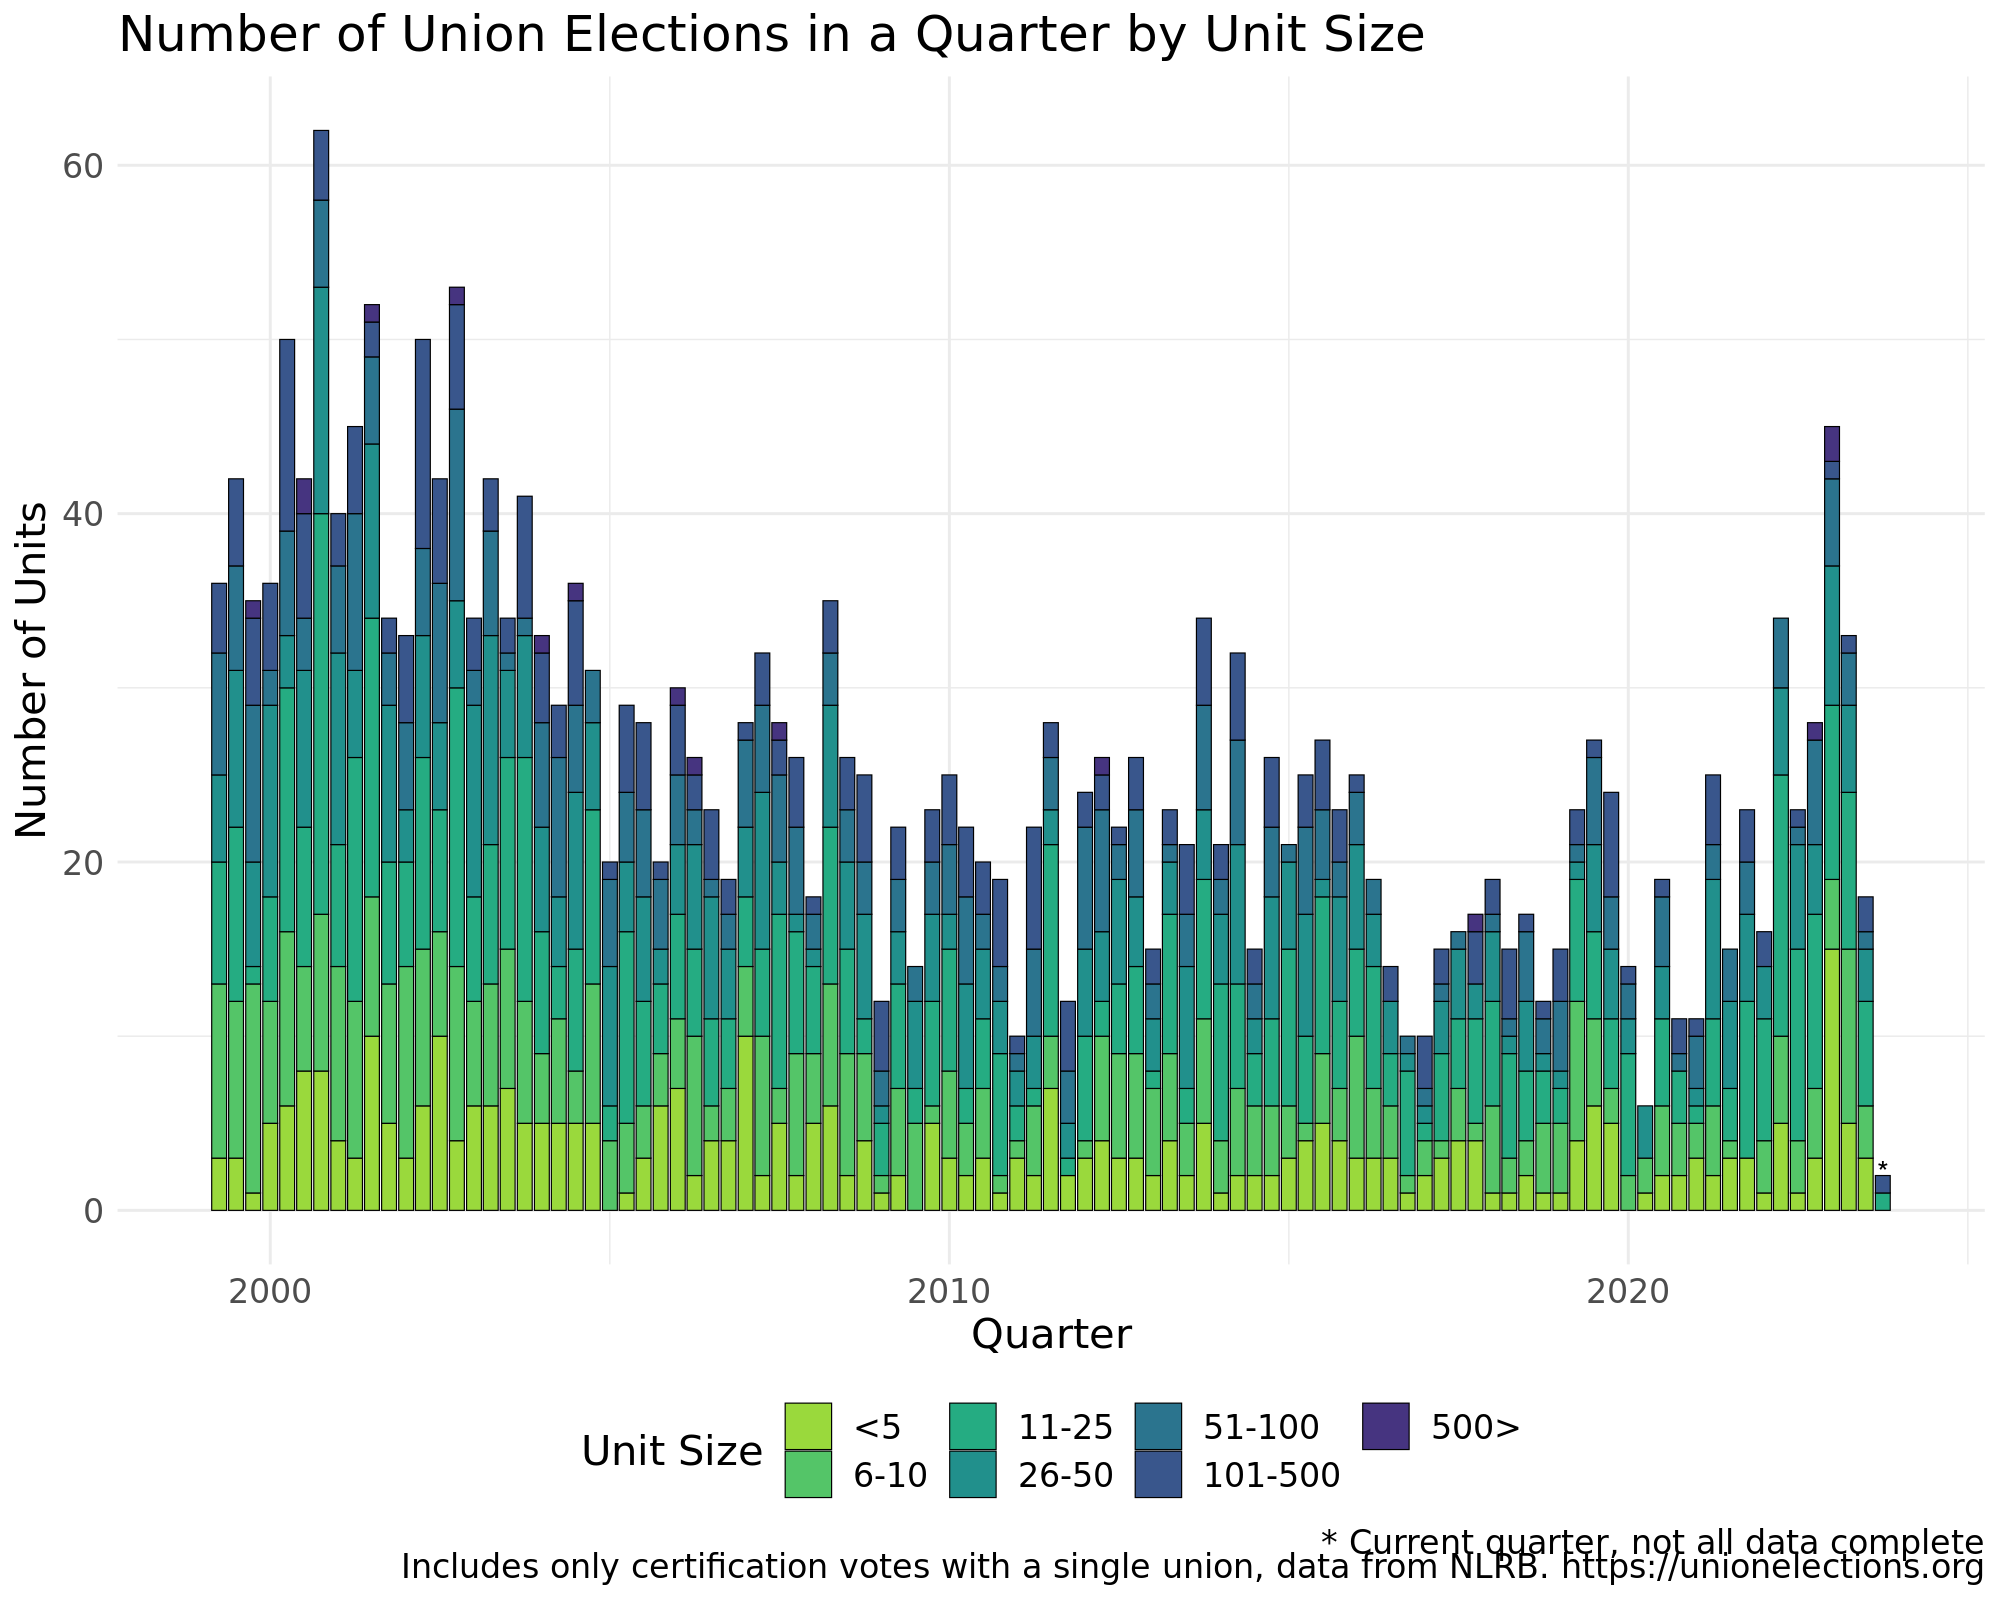 Number of Union Elections in a Quarter by Unit Size
Number of Units
60
40
20
0
*
2000 2010 2020
Quarter
Unit Size
<5 11-25 51-100 500>
6-10 26-50 101-500
* Current quarter, not all data complete
Includes only certification votes with a single union, data from NLRB. https://unionelections.org